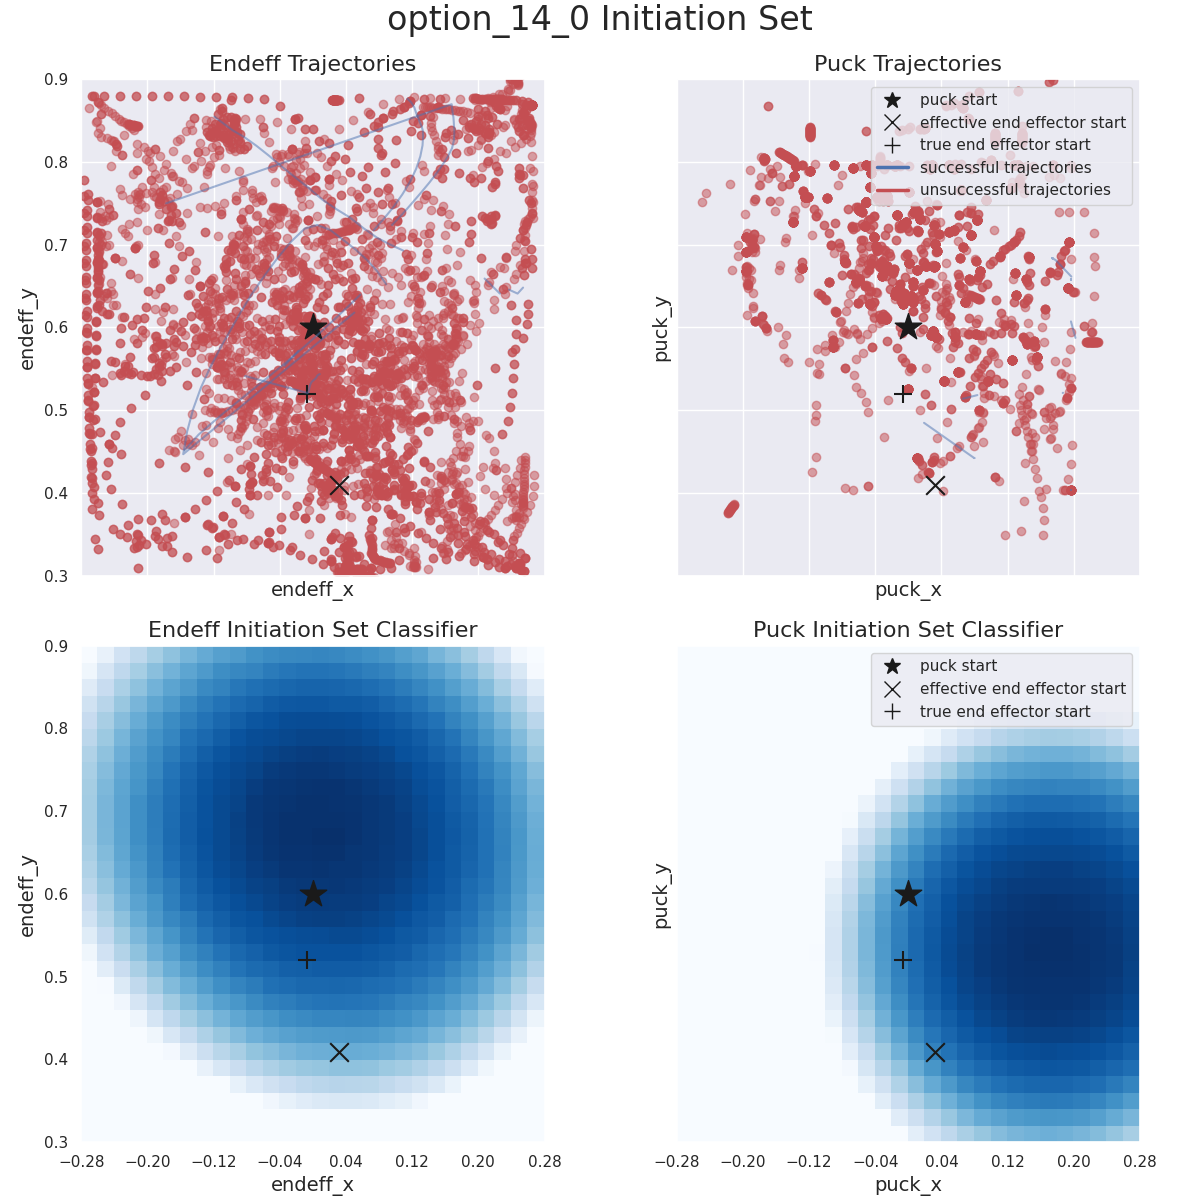 option_14_0 Initiation Set
Endeff Trajectories
0.9
0.8
0.7
0.6
0.5
0.4
0.3
endeff_y
endeff_x
Puck Trajectories
puck start
effective end effector start
true end effector start
successful trajectories
unsuccessful trajectories
puck_y
puck_x
Endeff Initiation Set Classifier
0.9
0.8
0.7
0.6
0.5
0.4
0.3
endeff_y
−0.28 −0.20 −0.12 −0.04 0.04 0.12 0.20 0.28
endeff_x
Puck Initiation Set Classifier
puck start
effective end effector start
true end effector start
puck_y
−0.28 −0.20 −0.12 −0.04 0.04 0.12 0.20 0.28
puck_x